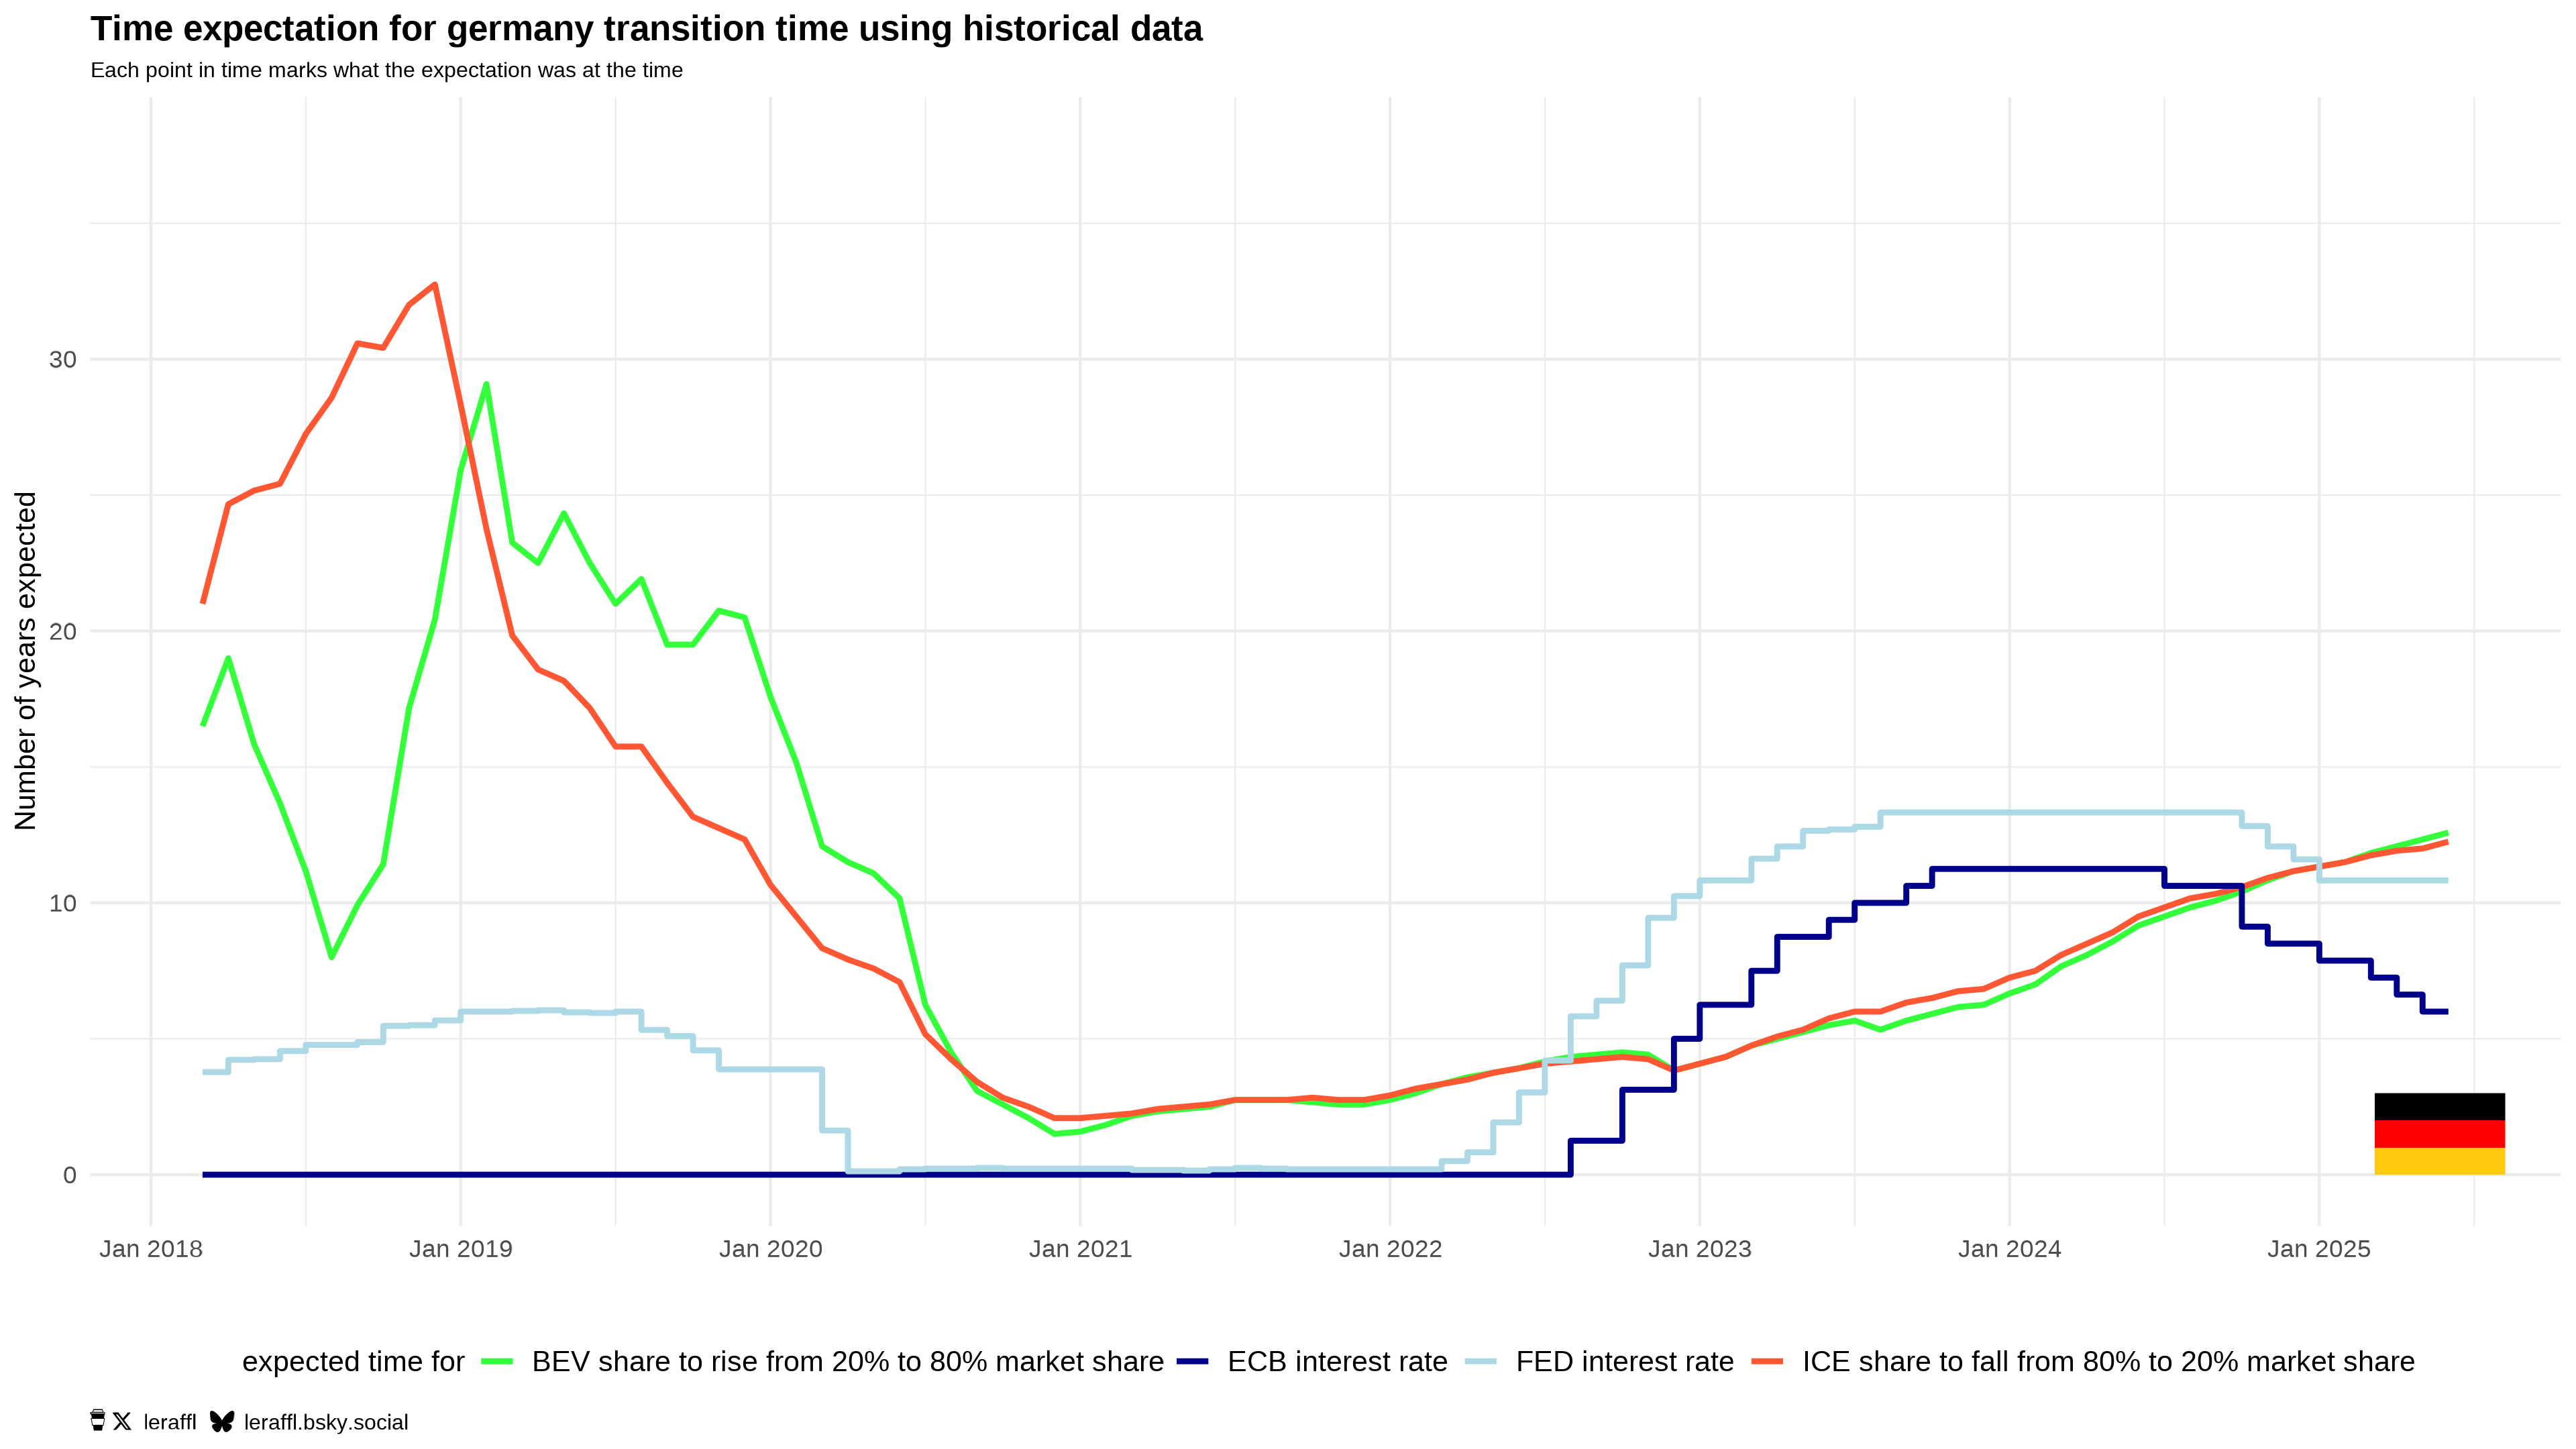 Time expectation for germany transition time using historical data
Each point in time marks what the expectation was at the time
Number of years expected
30
20
10
0
Jan 2018 Jan 2019 Jan 2020 Jan 2021 Jan 2022 Jan 2023 Jan 2024 Jan 2025
expected time for BEV share to rise from 20% to 80% market share ECB interest rate FED interest rate ICE share to fall from 80% to 20% market share
leraffl leraffl.bsky.social